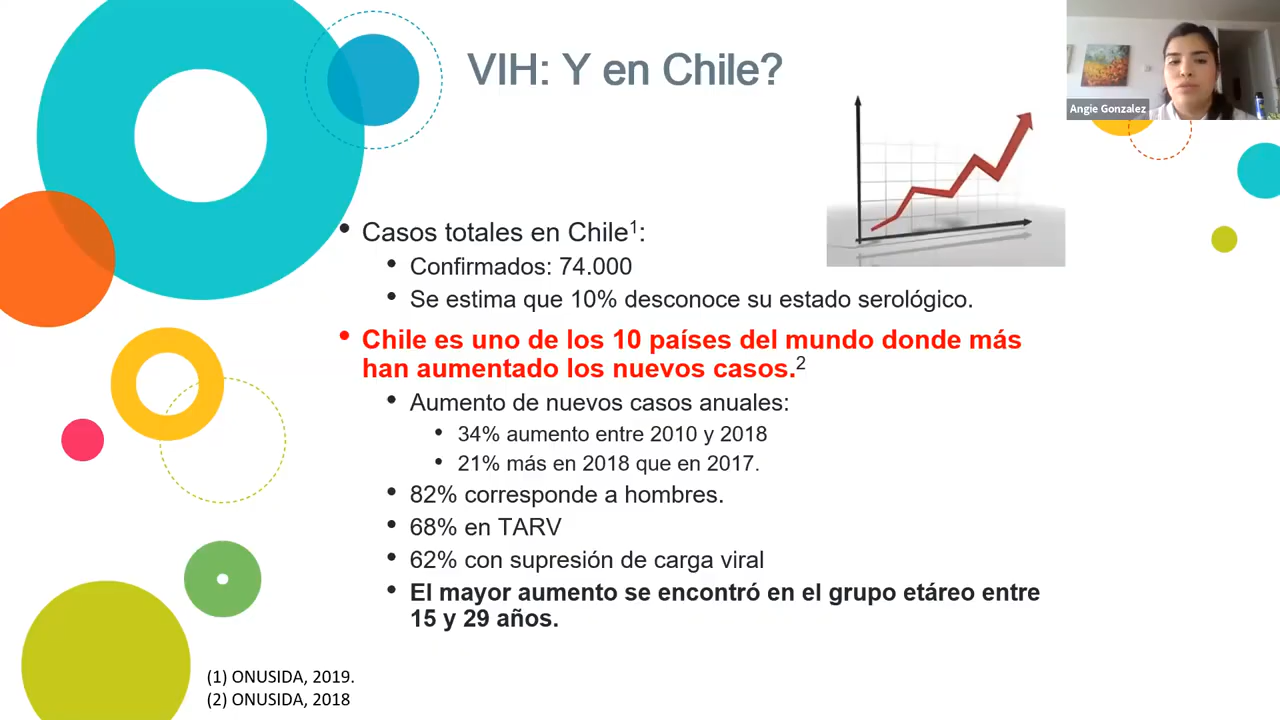 VIH: Y en Chile?
Angie Gonzalez
• Casos totales en Chile1:
• Confirmados: 74.000
• Se estima que 10% desconoce su estado serológico.
• Chile es uno de los 10 países del mundo donde más
han aumentado los nuevos casos.2
• Aumento de nuevos casos anuales:
• 34% aumento entre 2010 y 2018
• 21% más en 2018 que en 2017.
• 82% corresponde a hombres.
• 68% en TARV
• 62% con supresión de carga viral
• El mayor aumento se encontró en el grupo etáreo entre
15 y 29 años.
(1) ONUSIDA, 2019.
(2) ONUSIDA, 2018